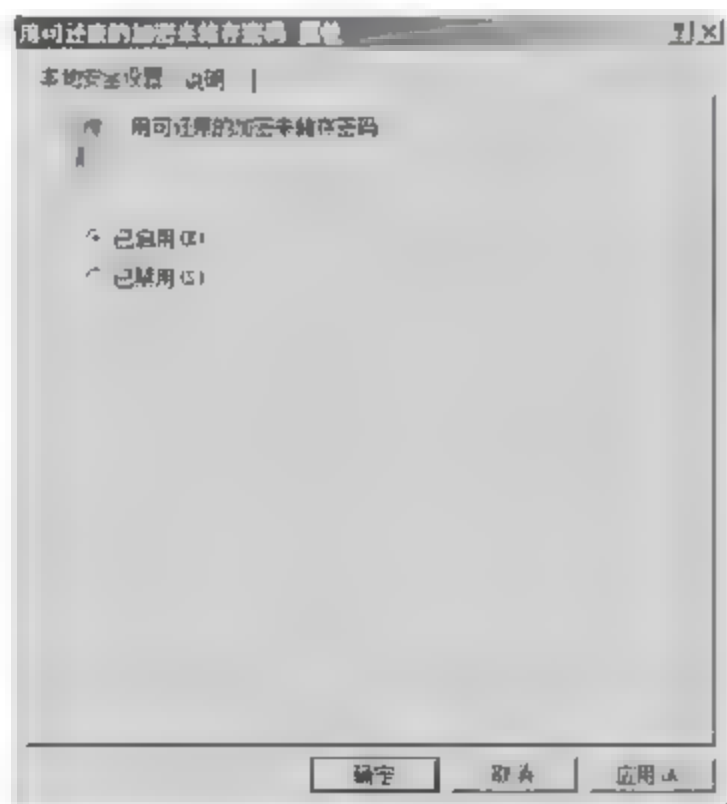 用可还原的加密来储存密码 属性
本地安全设置 说明
用可还原的加密来储存密码
已启用(E)
已禁用(S)
确定 取消 应用(A)